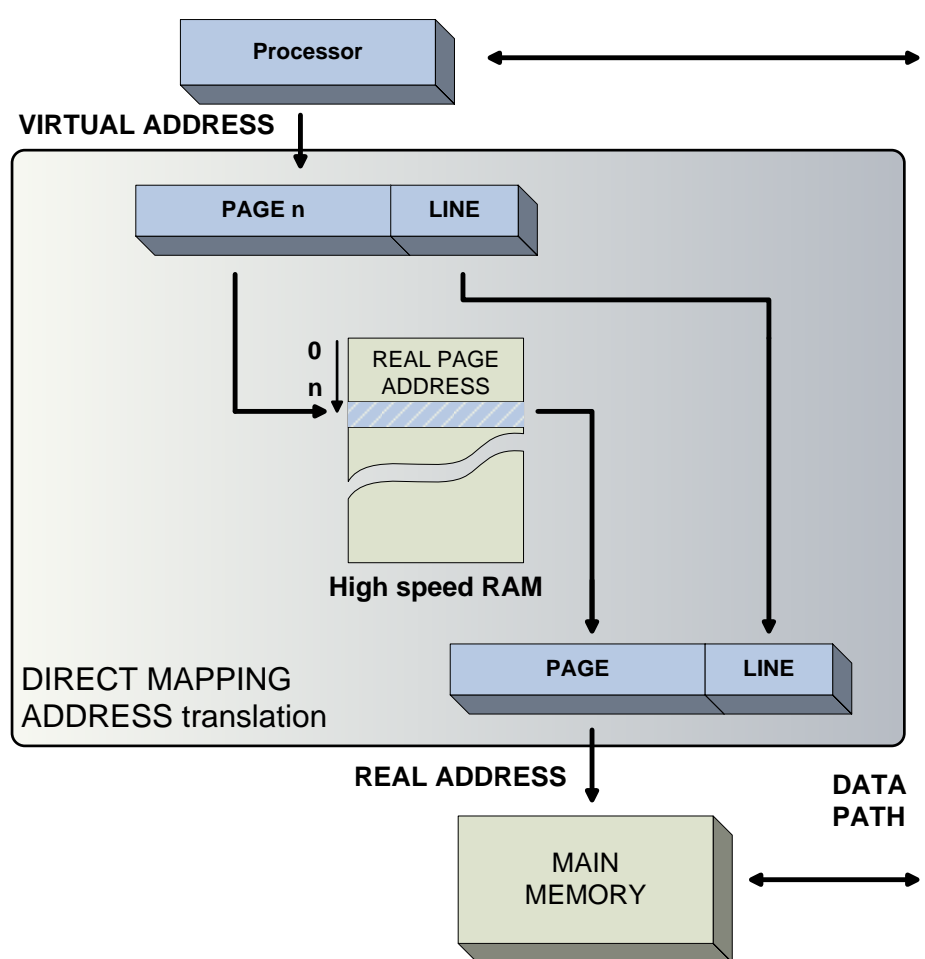 Processor
VIRTUAL ADDRESS
PAGE n
LINE
0
n
REAL PAGE
ADDRESS
High speed RAM
PAGE
LINE
DIRECT MAPPING
ADDRESS translation
REAL ADDRESS
DATA
PATH
MAIN
MEMORY